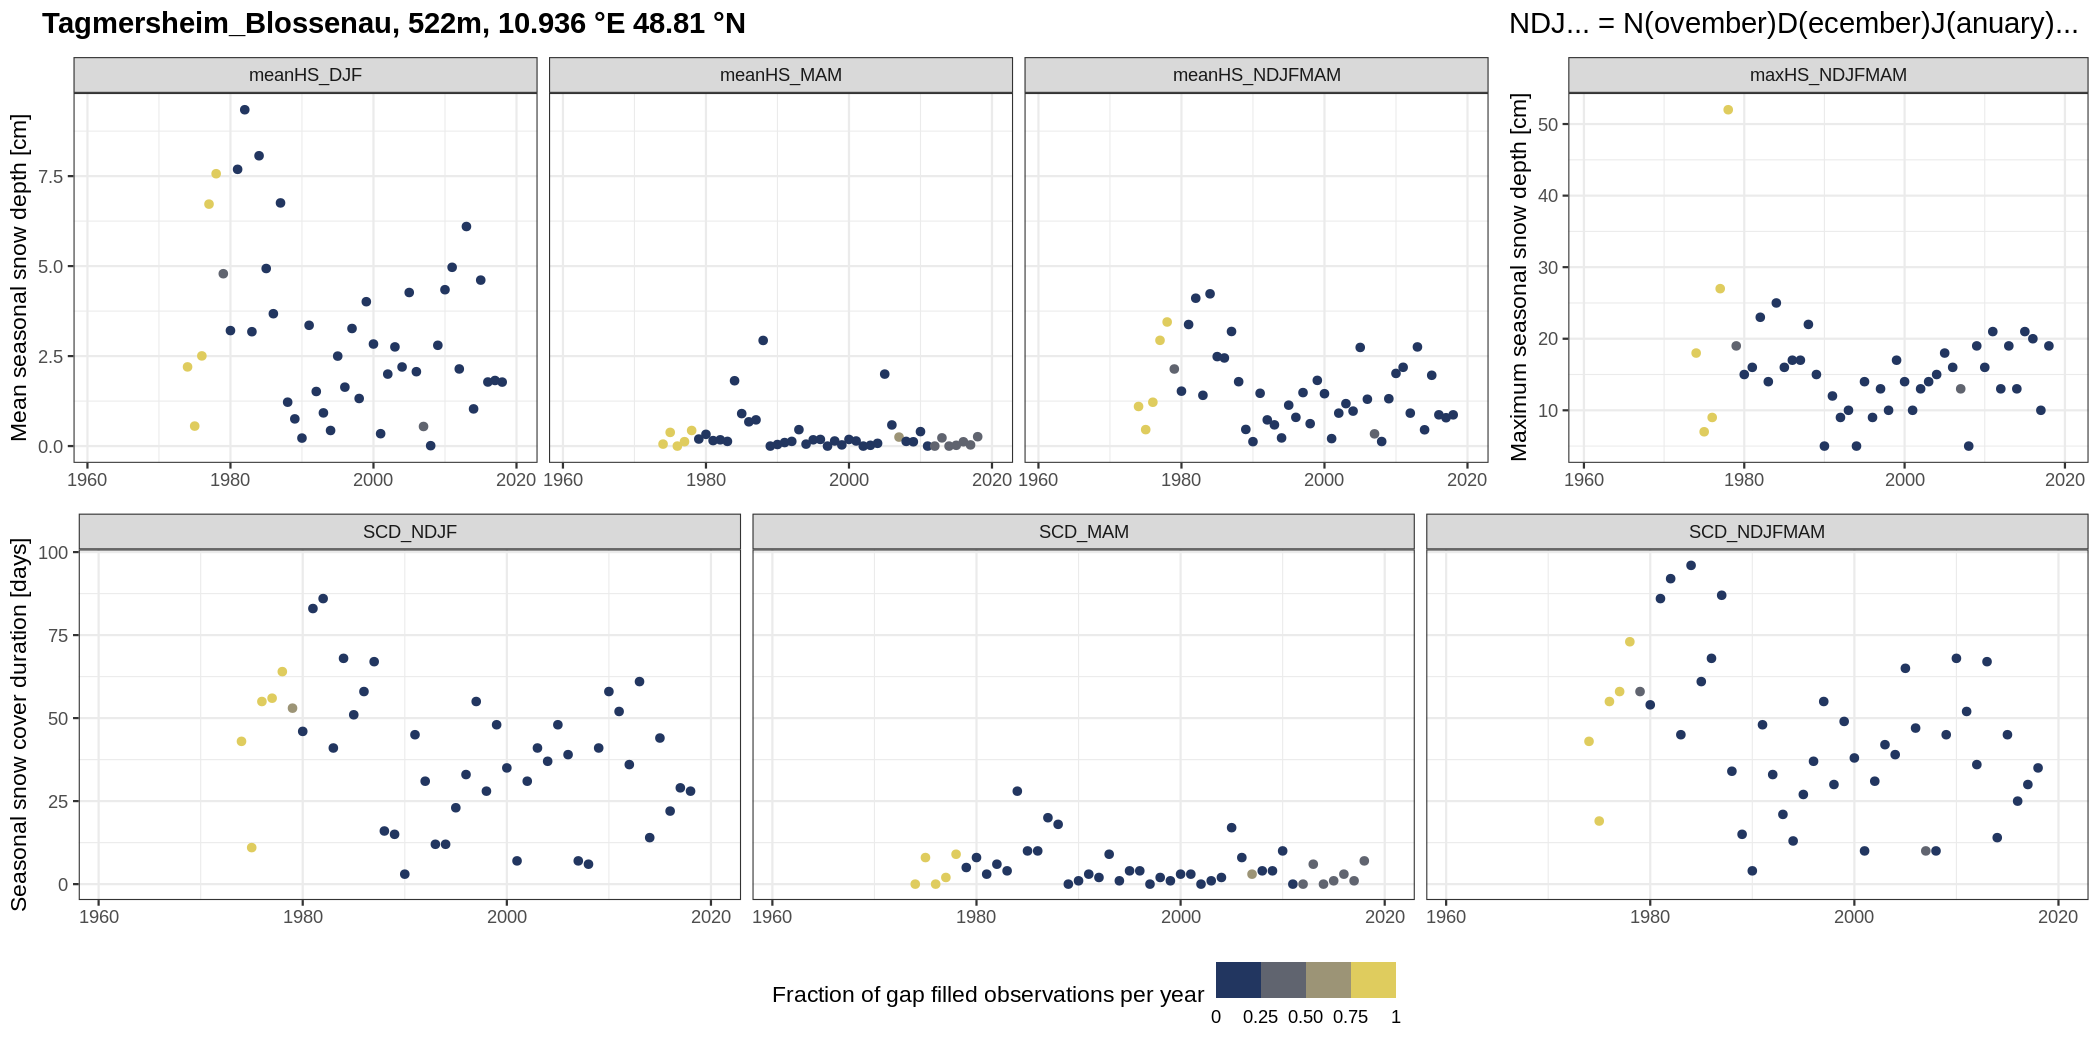 Tagmersheim_Blossenau, 522m, 10.936 °E 48.81 °N
NDJ... = N(ovember)D(ecember)J(anuary)...
meanHS_DJF
meanHS_MAM
meanHS_NDJFMAM
maxHS_NDJFMAM
Mean seasonal snow depth [cm]
7.5
5.0
2.5
0.0
1960 1980 2000 2020
1960 1980 2000 2020
1960 1980 2000 2020
Maximum seasonal snow depth [cm]
50
40
30
20
10
1960 1980 2000 2020
SCD_NDJF
SCD_MAM
SCD_NDJFMAM
Seasonal snow cover duration [days]
100
75
50
25
0
1960 1980 2000 2020
1960 1980 2000 2020
1960 1980 2000 2020
Fraction of gap filled observations per year
0 0.25 0.50 0.75 1